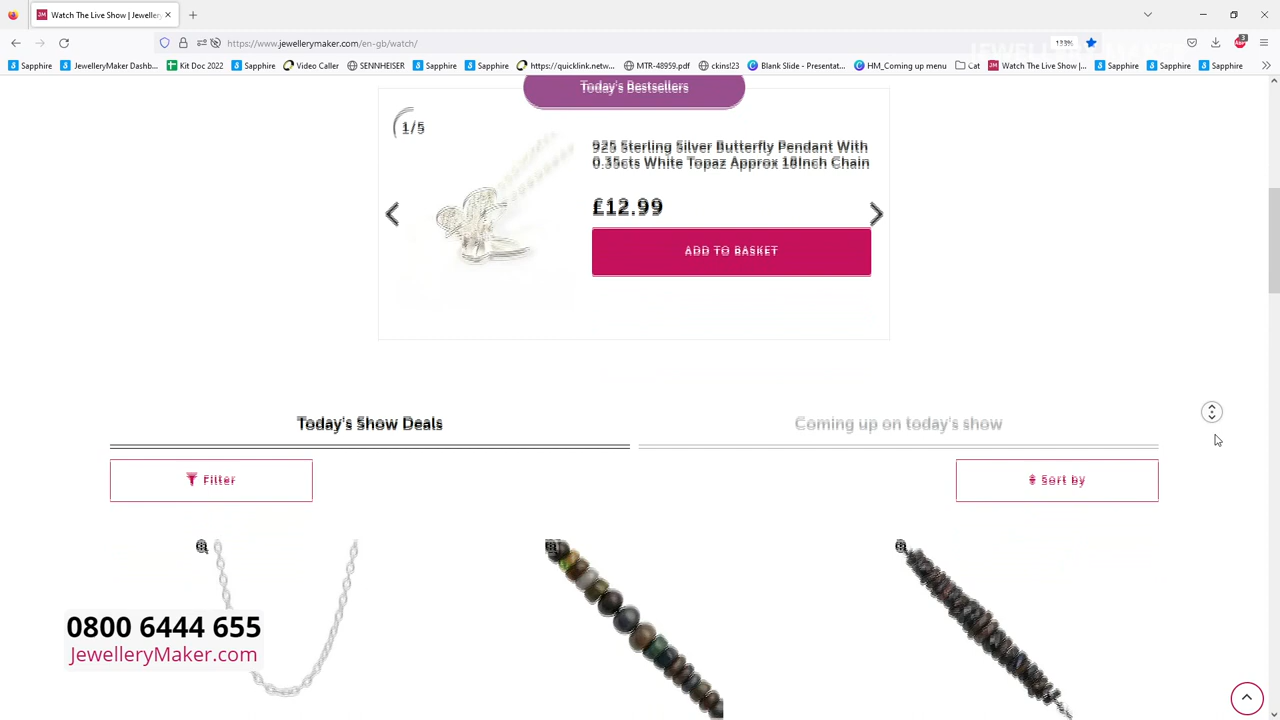 Watch The Live Show | Jeweller
https://www.jewellerymaker.com/en-gb/watch/
133%
3
JEWELLERYMAKER
Sapphire JewelleryMaker Dashb... Kit Doc 2022 Sapphire Video Caller SENNHEISER Sapphire Sapphire https://quicklink.netw... MTR-48959.pdf ckins!23 Blank Slide - Presentat... HM_Coming up menu Cat Watch The Live Show |... Sapphire Sapphire Sapphire
Today's Bestsellers
1/5
925 Sterling Silver Butterfly Pendant With
0.35cts White Topaz Approx 18Inch Chain
£12.99
ADD TO BASKET
Today's Show Deals
Coming up on today's show
Filter
Sort by
0800 6444 655
JewelleryMaker.com